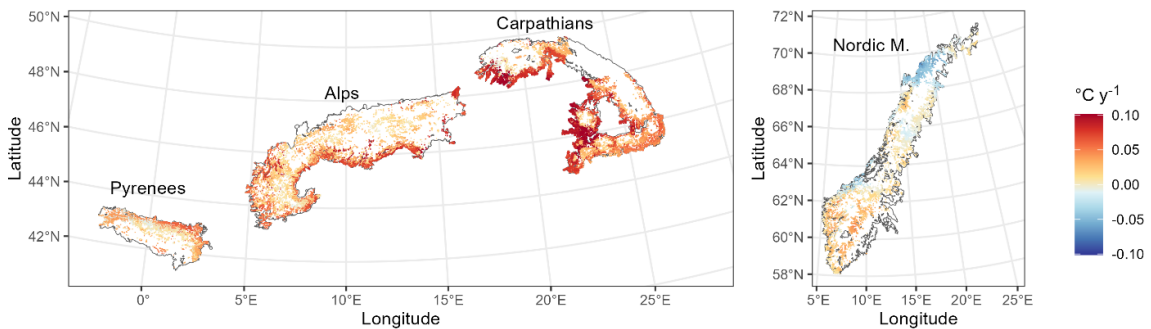 Carpathians
Alps
Pyrenees
50°N
48°N
46°N
44°N
42°N
Latitude
0°
5°E
10°E
15°E
20°E
25°E
Longitude
Nordic M.
72°N
70°N
68°N
66°N
64°N
62°N
60°N
58°N
Latitude
5°E
10°E
15°E
20°E
25°E
Longitude
°C y⁻¹
0.10
0.05
0.00
-0.05
-0.10